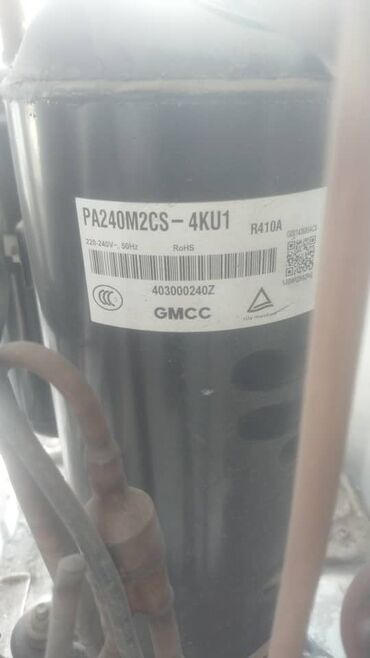 PA240M2CS-4KU1 R410A
220-240V~, 50Hz RoHS
403000240Z
GMCC